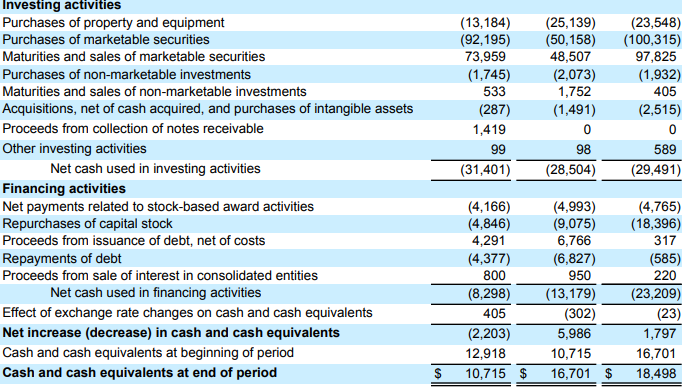 Investing activities
Purchases of property and equipment (13,184) (25,139) (23,548)
Purchases of marketable securities (92,195) (50,158) (100,315)
Maturities and sales of marketable securities 73,959 48,507 97,825
Purchases of non-marketable investments (1,745) (2,073) (1,932)
Maturities and sales of non-marketable investments 533 1,752 405
Acquisitions, net of cash acquired, and purchases of intangible assets (287) (1,491) (2,515)
Proceeds from collection of notes receivable 1,419 0 0
Other investing activities 99 98 589
Net cash used in investing activities (31,401) (28,504) (29,491)
Financing activities
Net payments related to stock-based award activities (4,166) (4,993) (4,765)
Repurchases of capital stock (4,846) (9,075) (18,396)
Proceeds from issuance of debt, net of costs 4,291 6,766 317
Repayments of debt (4,377) (6,827) (585)
Proceeds from sale of interest in consolidated entities 800 950 220
Net cash used in financing activities (8,298) (13,179) (23,209)
Effect of exchange rate changes on cash and cash equivalents 405 (302) (23)
Net increase (decrease) in cash and cash equivalents (2,203) 5,986 1,797
Cash and cash equivalents at beginning of period 12,918 10,715 16,701
Cash and cash equivalents at end of period $ 10,715 $ 16,701 $ 18,498